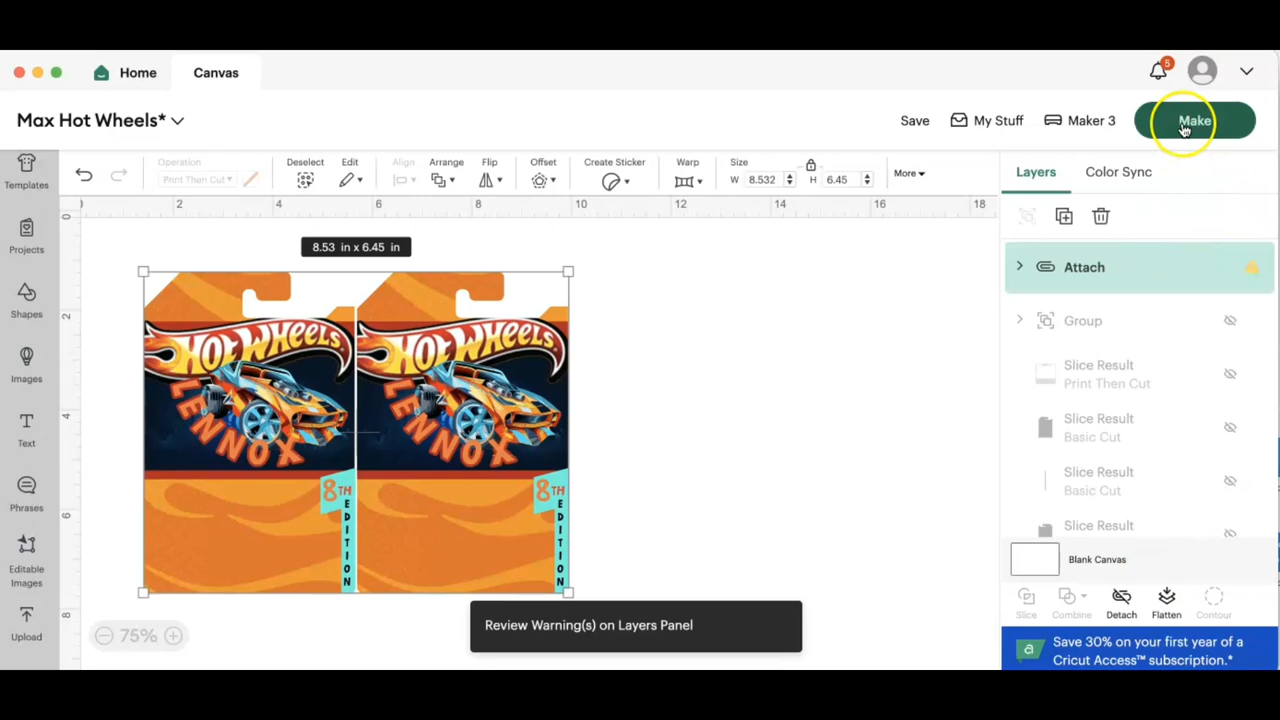 Home
Canvas
5
Max Hot Wheels*
Save
My Stuff
Maker 3
Make
Templates
Operation
Print Then Cut
Deselect
Edit
Align
Arrange
Flip
Offset
Create Sticker
Warp
Size
W 8.532
H 6.45
More
Layers
Color Sync
0
2
4
6
8
10
12
14
16
18
Projects
Shapes
Images
Text
Phrases
Editable
Images
Upload
0
2
4
6
8
8.53 in x 6.45 in
HOT WHEELS
LENNOX
8TH
EDITION
HOT WHEELS
LENNOX
8TH
EDITION
75%
Review Warning(s) on Layers Panel
Attach
Group
Slice Result
Print Then Cut
Slice Result
Basic Cut
Slice Result
Basic Cut
Slice Result
Blank Canvas
Slice
Combine
Detach
Flatten
Contour
a
Save 30% on your first year of a
Cricut Access™ subscription.*